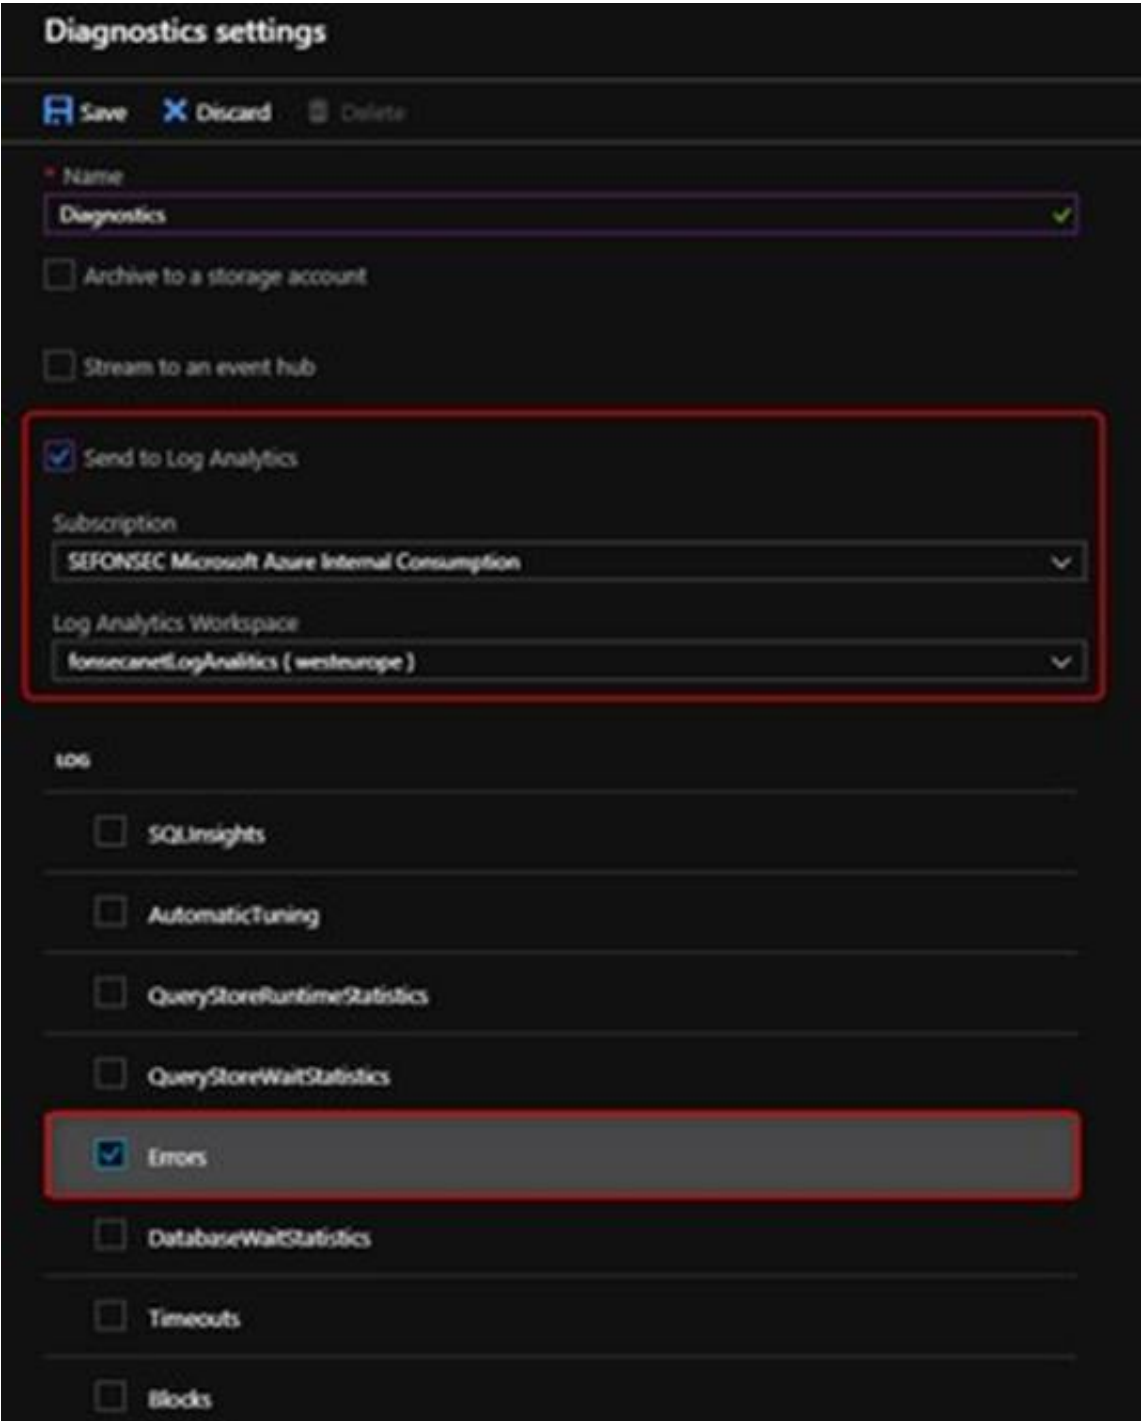 Diagnostics settings
Save Discard Delete
* Name
Diagnostics
Archive to a storage account
Stream to an event hub
Send to Log Analytics
Subscription
SEFONSEC Microsoft Azure Internal Consumption
Log Analytics Workspace
fonsecanetLogAnalitics ( westeurope )
LOG
SQLInsights
AutomaticTuning
QueryStoreRuntimeStatistics
QueryStoreWaitStatistics
Errors
DatabaseWaitStatistics
Timeouts
Blocks